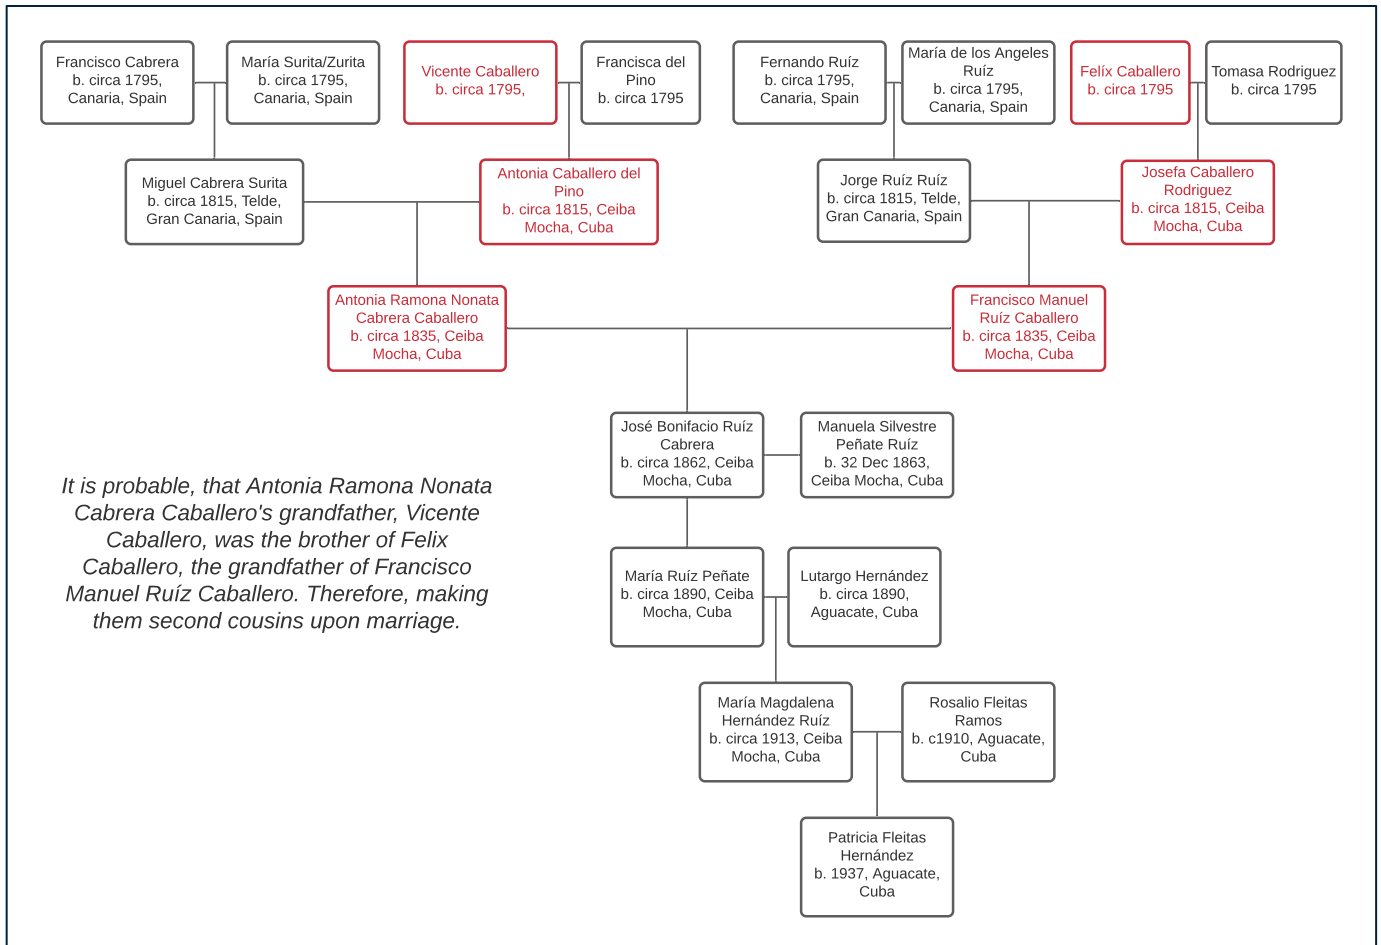 Francisco Cabrera
b. circa 1795,
Canaria, Spain
María Surita/Zurita
b. circa 1795,
Canaria, Spain
Vicente Caballero
b. circa 1795,
Francisca del
Pino
b. circa 1795
Fernando Ruíz
b. circa 1795,
Canaria, Spain
María de los Angeles
Ruíz
b. circa 1795,
Canaria, Spain
Felíx Caballero
b. circa 1795
Tomasa Rodriguez
b. circa 1795
Miguel Cabrera Surita
b. circa 1815, Telde,
Gran Canaria, Spain
Antonia Caballero del
Pino
b. circa 1815, Ceiba
Mocha, Cuba
Jorge Ruíz Ruíz
b. circa 1815, Telde,
Gran Canaria, Spain
Josefa Caballero
Rodriguez
b. circa 1815, Ceiba
Mocha, Cuba
Antonia Ramona Nonata
Cabrera Caballero
b. circa 1835, Ceiba
Mocha, Cuba
Francisco Manuel
Ruíz Caballero
b. circa 1835, Ceiba
Mocha, Cuba
José Bonifacio Ruíz
Cabrera
b. circa 1862, Ceiba
Mocha, Cuba
Manuela Silvestre
Peñate Ruíz
b. 32 Dec 1863,
Ceiba Mocha, Cuba
It is probable, that Antonia Ramona Nonata
Cabrera Caballero's grandfather, Vicente
Caballero, was the brother of Felix
Caballero, the grandfather of Francisco
Manuel Ruíz Caballero. Therefore, making
them second cousins upon marriage.
María Ruíz Peñate
b. circa 1890, Ceiba
Mocha, Cuba
Lutargo Hernández
b. circa 1890,
Aguacate, Cuba
María Magdalena
Hernández Ruíz
b. circa 1913, Ceiba
Mocha, Cuba
Rosalio Fleitas
Ramos
b. c1910, Aguacate,
Cuba
Patricia Fleitas
Hernández
b. 1937, Aguacate,
Cuba